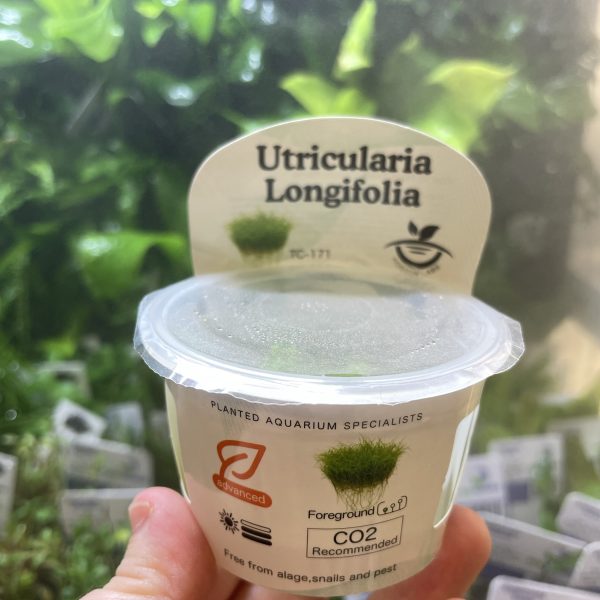 Utricularia
Longifolia
TC-171
PLANTED AQUARIUM SPECIALISTS
advanced
Foreground
CO2
Recommended
Free from alage,snails and pest